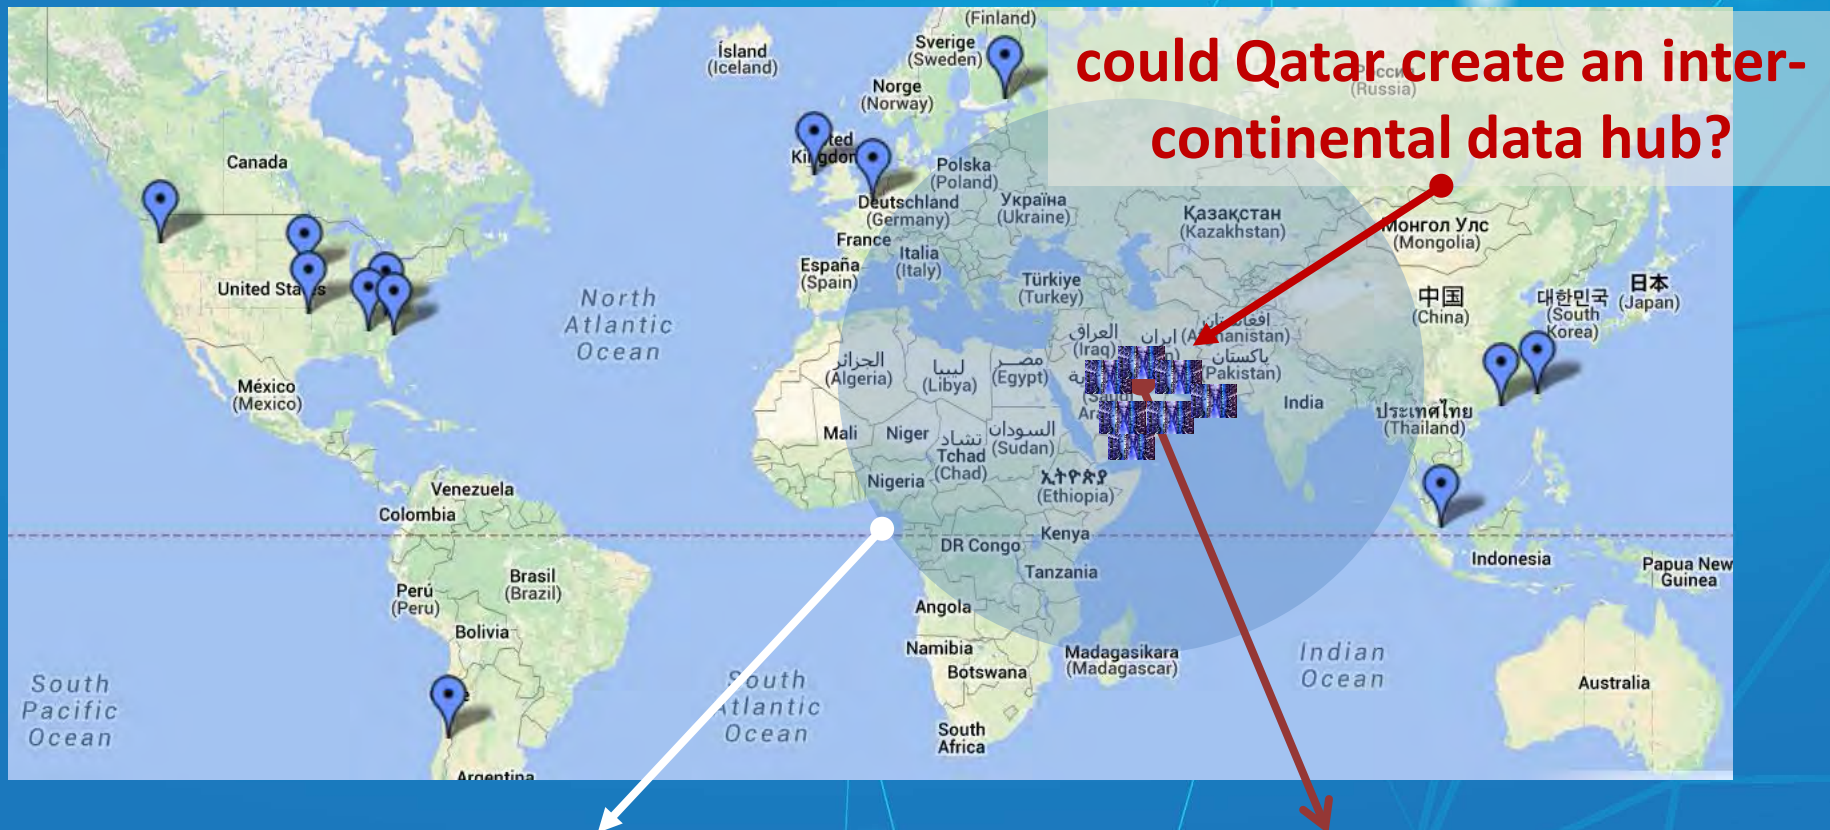 could Qatar create an inter-
continental data hub?
(Finland)
Ísland
(Iceland)
Sverige
(Sweden)
Norge
(Norway)
(Russia)
Canada
Polska
(Poland)
Deutschland
(Germany)
Україна
(Ukraine)
Қазақстан
(Kazakhstan)
Монгол Улс
(Mongolia)
France
Italia
(Italy)
España
(Spain)
Türkiye
(Turkey)
United States
North
Atlantic
Ocean
中国
(China)
대한민국
(South
Korea)
日本
(Japan)
العراق
(Iraq)
ایران
افغانستان
(Afghanistan)
پاکستان
(Pakistan)
الجزائر
(Algeria)
ليبيا
(Libya)
مصر
(Egypt)
México
(Mexico)
India
ประเทศไทย
(Thailand)
Mali
Niger
تشاد
Tchad
(Chad)
السودان
(Sudan)
Nigeria
ኢትዮጵያ
(Ethiopia)
Venezuela
Colombia
DR Congo
Kenya
Tanzania
Indonesia
Papua New
Guinea
Perú
(Peru)
Brasil
(Brazil)
Bolivia
Angola
Namibia
Botswana
Madagasikara
(Madagascar)
Indian
Ocean
Australia
South
Pacific
Ocean
South
Atlantic
Ocean
South
Africa
Argentina